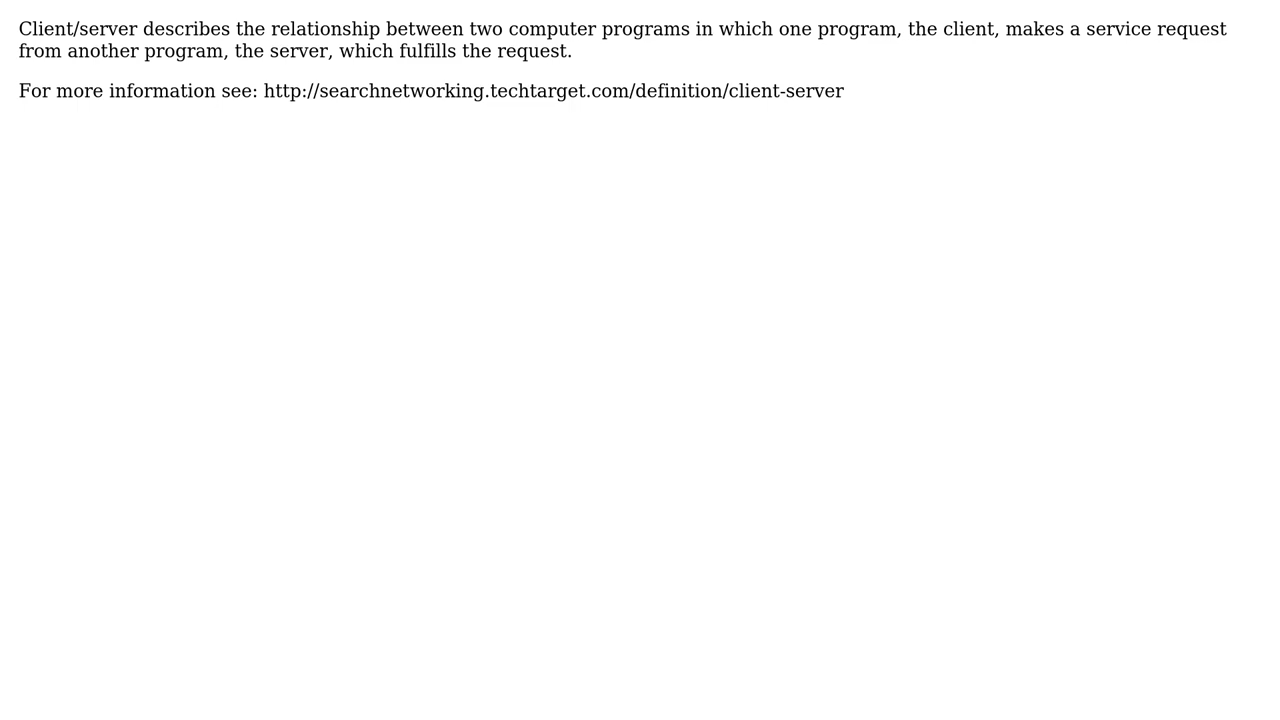 Client/server describes the relationship between two computer programs in which one program, the client, makes a service request
from another program, the server, which fulfills the request.
For more information see: http://searchnetworking.techtarget.com/definition/client-server